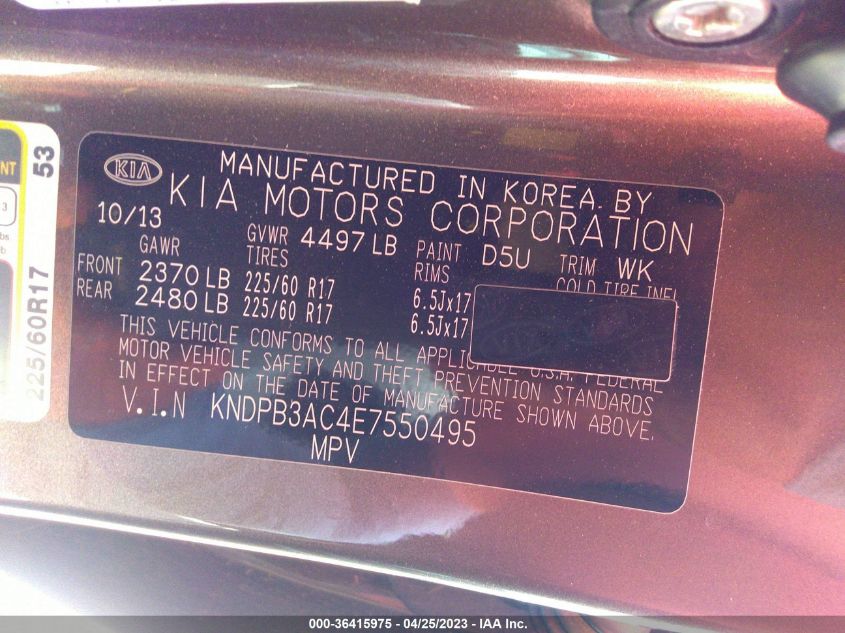 KIA
MANUFACTURED IN KOREA BY
KIA MOTORS CORPORATION
10/13
GVWR 4497 LB PAINT D5U TRIM WK
GAWR TIRES RIMS COLD TIRE INFL
FRONT 2370 LB 225/60 R17 6.5Jx17
REAR 2480 LB 225/60 R17 6.5Jx17
THIS VEHICLE CONFORMS TO ALL U.S.A. FEDERAL
MOTOR VEHICLE SAFETY AND THEFT PREVENTION STANDARDS
IN EFFECT ON THE DATE OF MANUFACTURE SHOWN ABOVE.
V.I.N KNDPB3AC4E7550495
MPV
53
225/60R17
NT
3
000-36415975 - 04/25/2023 - IAA Inc.